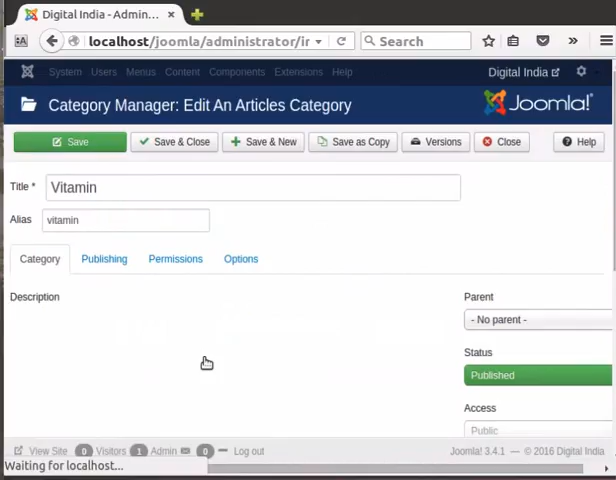 Digital India - Admin...
localhost/joomla/administrator/ir
Search
System Users Menus Content Components Extensions Help
Digital India
Category Manager: Edit An Articles Category
Joomla!®
Save
Save & Close
Save & New
Save as Copy
Versions
Close
Help
Title *
Vitamin
Alias
vitamin
Category
Publishing
Permissions
Options
Description
Parent
- No parent -
Status
Published
Access
Public
View Site 0 Visitors 1 Admin 0 Log out
Joomla! 3.4.1 — © 2016 Digital India
Waiting for localhost...